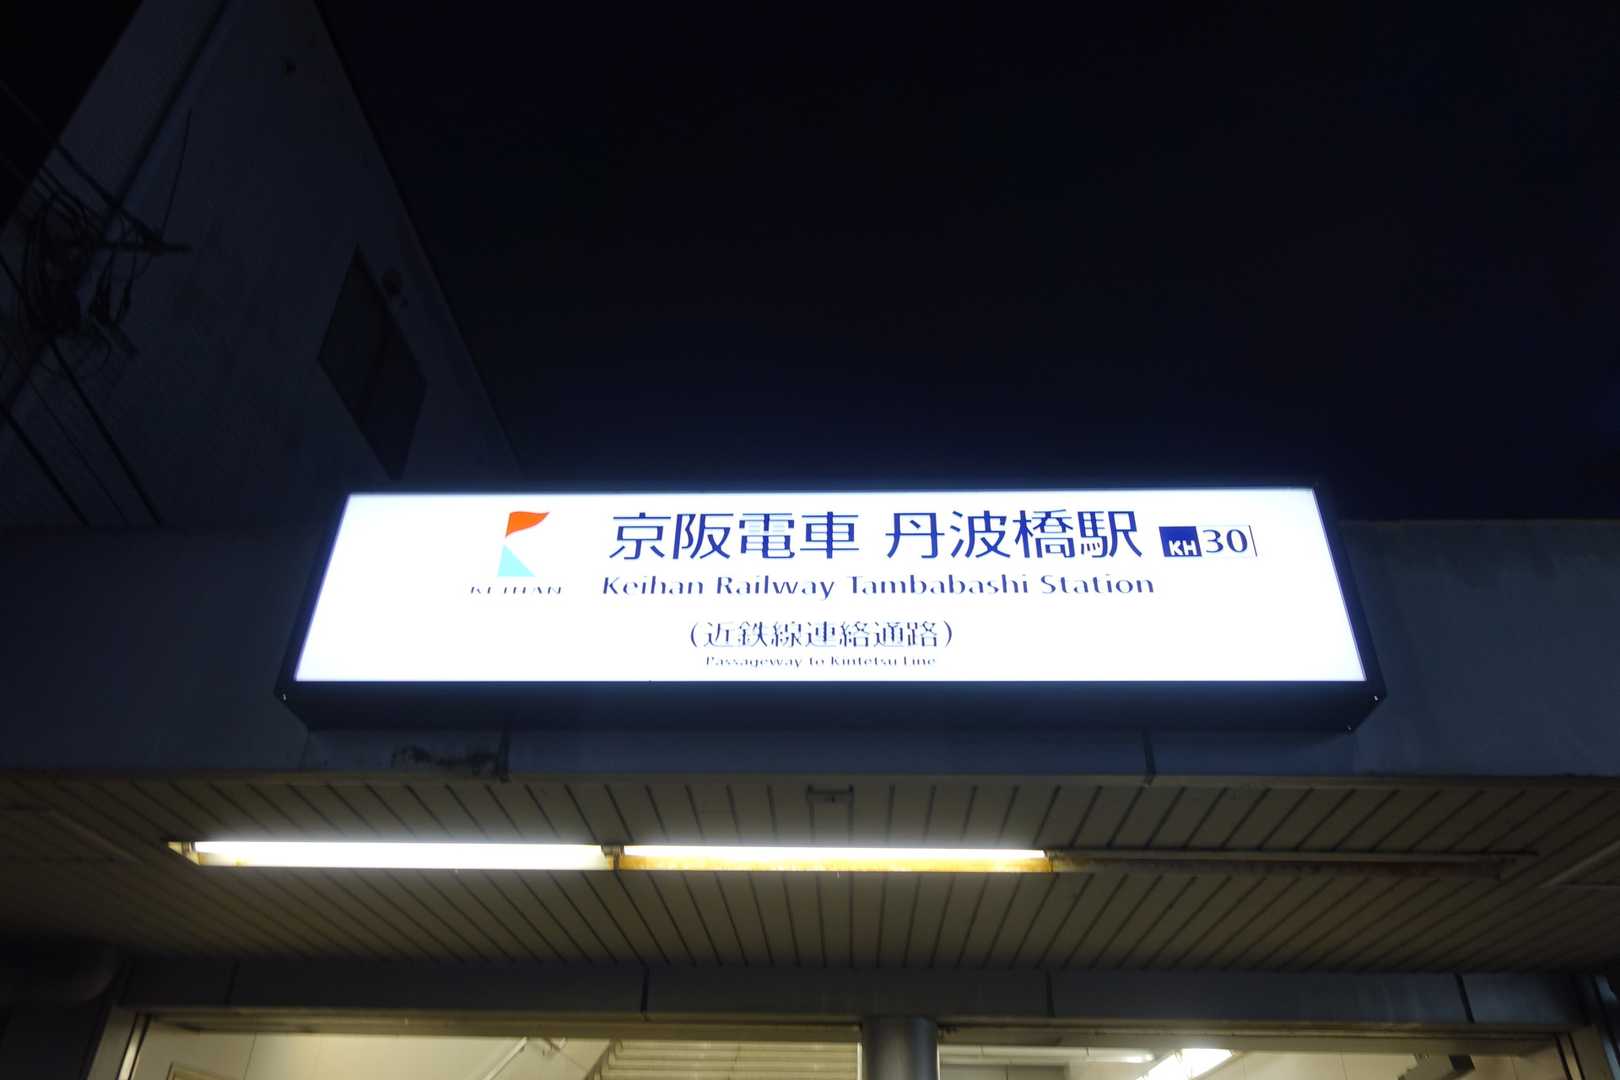 京阪電車 丹波橋駅 KH30
KEIHAN
Keihan Railway Tambabashi Station
(近鉄線連絡通路)
Passageway to Kintetsu Line